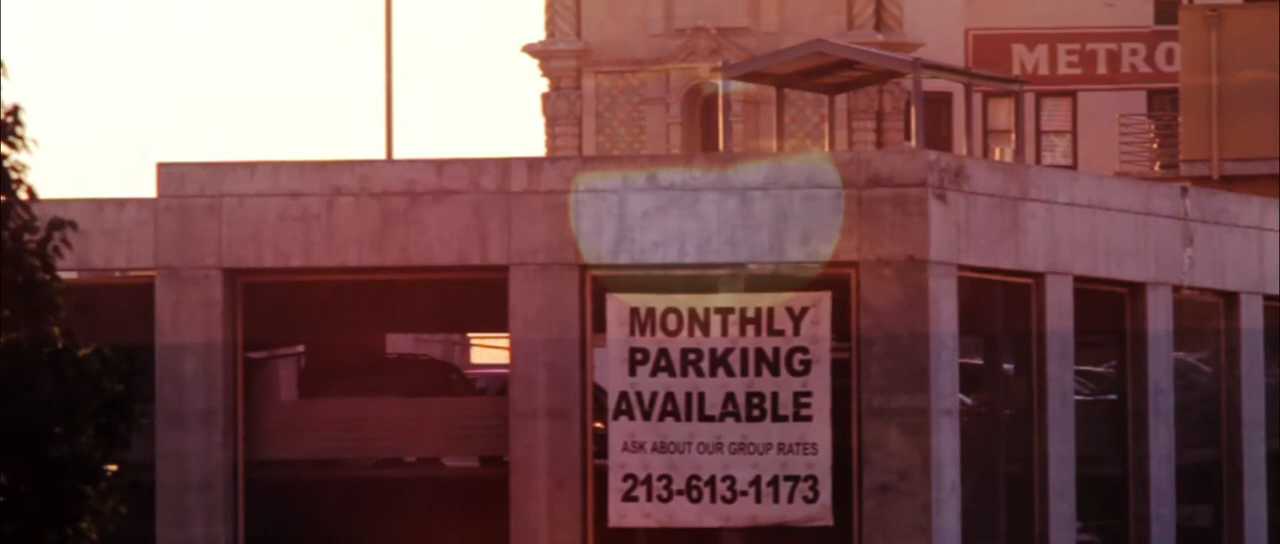 METRO
MONTHLY
PARKING
AVAILABLE
ASK ABOUT OUR GROUP RATES
213-613-1173